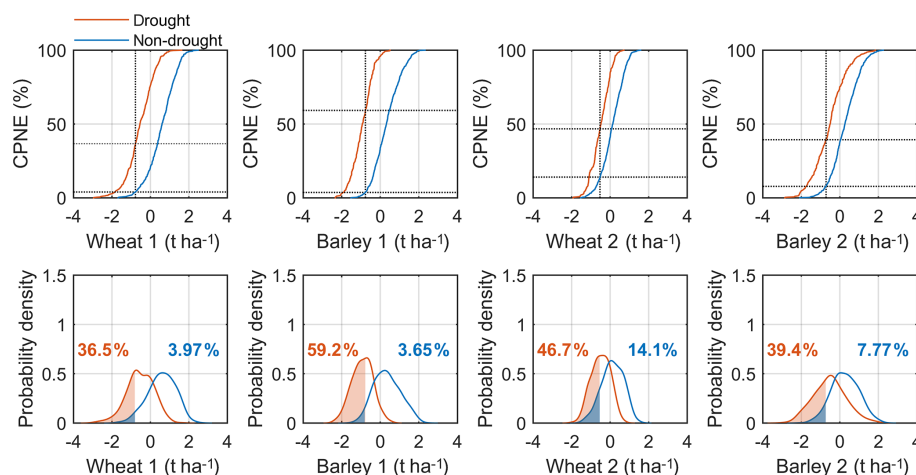 Drought
Non-drought
100
50
0
CPNE (%)
-4 -2 0 2 4
Wheat 1 (t ha-1)
100
50
0
CPNE (%)
-4 -2 0 2 4
Barley 1 (t ha-1)
100
50
0
CPNE (%)
-4 -2 0 2 4
Wheat 2 (t ha-1)
100
50
0
CPNE (%)
-4 -2 0 2 4
Barley 2 (t ha-1)
1.5
1
0.5
0
Probability density
36.5% 3.97%
-4 -2 0 2 4
Wheat 1 (t ha-1)
1.5
1
0.5
0
Probability density
59.2% 3.65%
-4 -2 0 2 4
Barley 1 (t ha-1)
1.5
1
0.5
0
Probability density
46.7% 14.1%
-4 -2 0 2 4
Wheat 2 (t ha-1)
1.5
1
0.5
0
Probability density
39.4% 7.77%
-4 -2 0 2 4
Barley 2 (t ha-1)